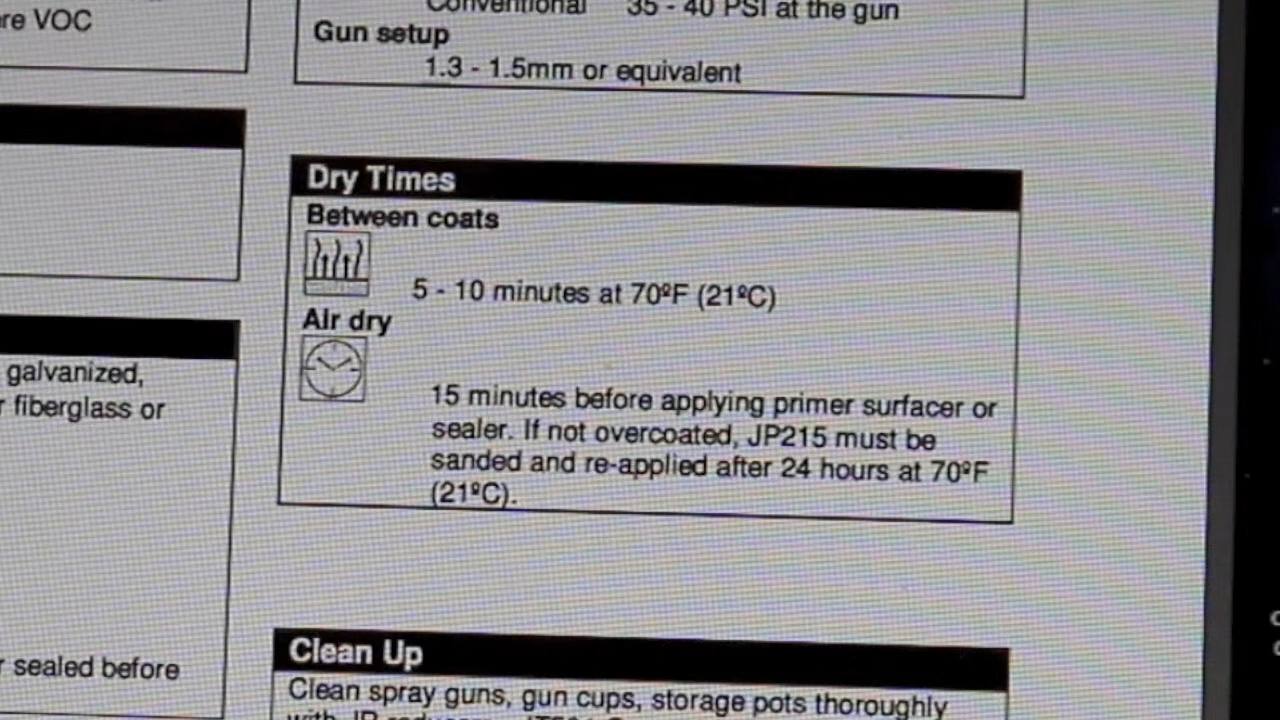 re VOC
galvanized,
fiberglass or
sealed before
Conventional 35 - 40 PSI at the gun
Gun setup
1.3 - 1.5mm or equivalent
Dry Times
Between coats
5 - 10 minutes at 70ºF (21ºC)
Air dry
15 minutes before applying primer surfacer or
sealer. If not overcoated, JP215 must be
sanded and re-applied after 24 hours at 70ºF
(21ºC).
Clean Up
Clean spray guns, gun cups, storage pots thoroughly